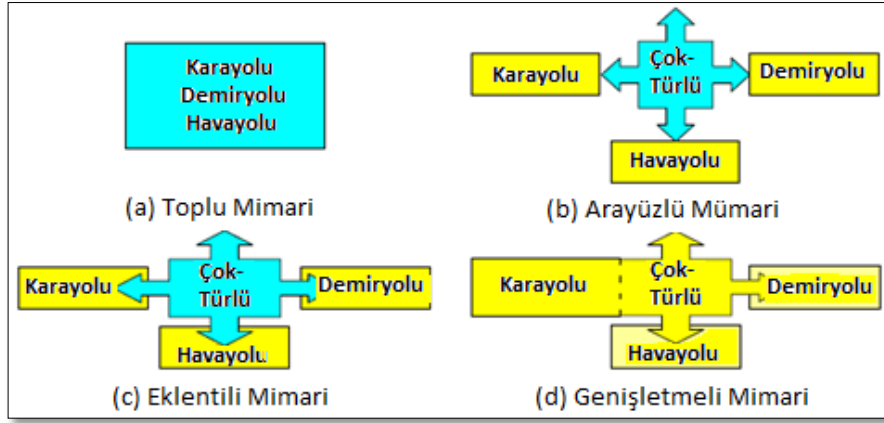 Karayolu
Demiryolu
Havayolu
(a) Toplu Mimari
Karayolu
Çok-
Türlü
Demiryolu
Havayolu
(b) Arayüzlü Mümari
Karayolu
Çok-
Türlü
Demiryolu
Havayolu
(c) Eklentili Mimari
Karayolu
Çok-
Türlü
Demiryolu
Havayolu
(d) Genişletmeli Mimari